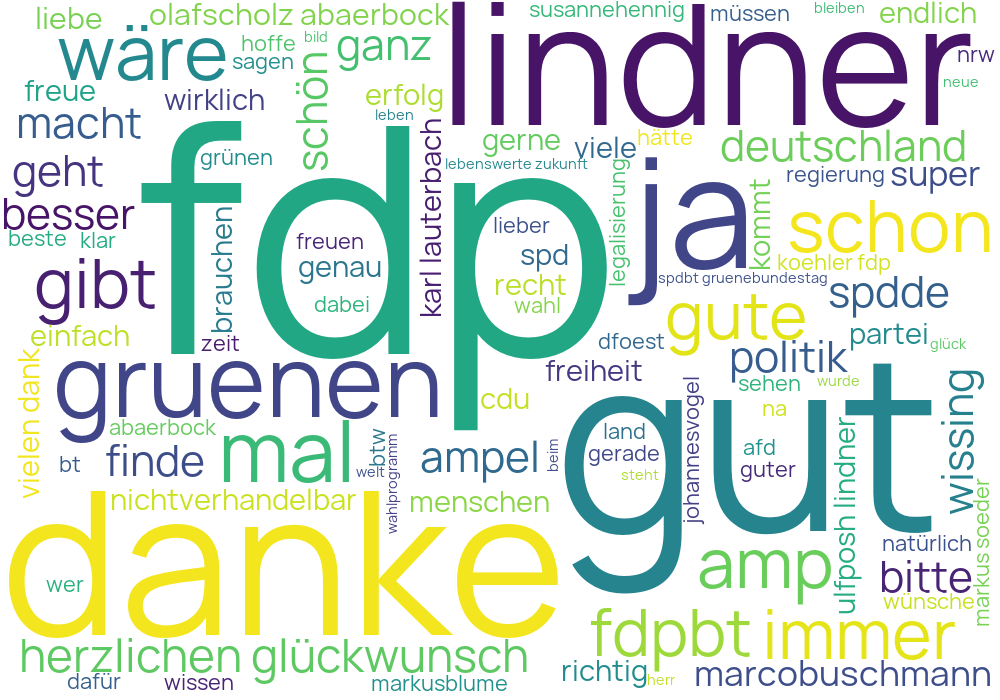 liebe
olafscholz abaerbock
lindner
susannehennig
müssen
bleiben
endlich
wäre
hoffe
bild
ganz
sagen
nrw
schön
freue
wirklich
erfolg
neue
macht
leben
fdp
karl lauterbach
grünen
gerne
viele
hätte
deutschland
lebenswerte zukunft
geht
legalisierung
ja
kommt
regierung
super
besser
brauchen
freuen
lieber
schon
beste
klar
genau
spd
koehler fdp
gibt
dabei
recht
wahl
spdbt gruenebundestag
spdde
gute
einfach
zeit
dfoest
partei
glück
vielen dank
gruenen
freiheit
politik
sehen
wurde
cdu
johannesvogel
na
wissing
abaerbock
mal
btw
wahlprogramm
land
gut
bt
finde
welt
ampel
beim
gerade
afd
guter
steht
ulfposh lindner
nichtverhandelbar
menschen
markus soeder
danke
natürlich
wer
amp
bitte
wünsche
fdpbt
immer
herzlichen glückwunsch
richtig
herr
marcobuschmann
dafür
wissen
markusblume